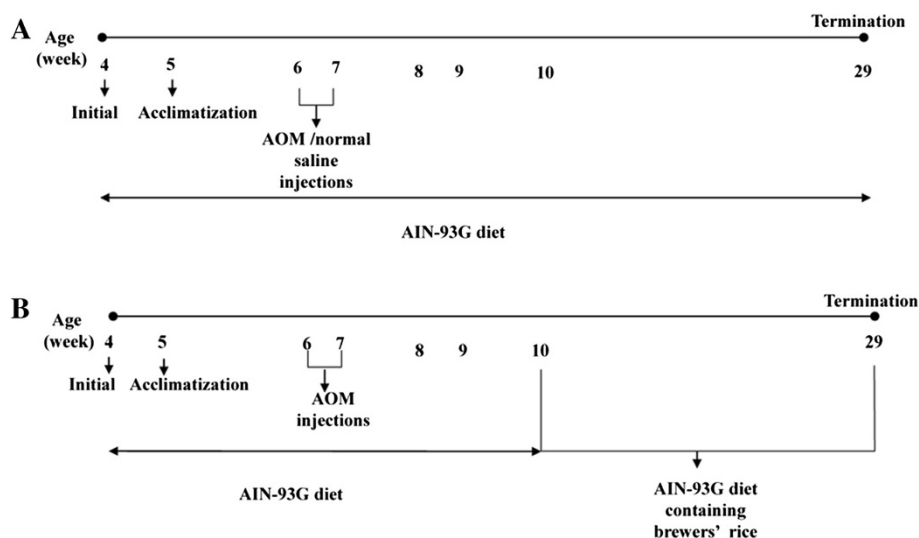 A
Termination
Age
(week)
4 5 6 7 8 9 10 29
Initial Acclimatization
AOM /normal
saline
injections
AIN-93G diet
B
Termination
Age
(week) 4 5 6 7 8 9 10 29
Initial Acclimatization
AOM
injections
AIN-93G diet
AIN-93G diet
containing
brewers’ rice